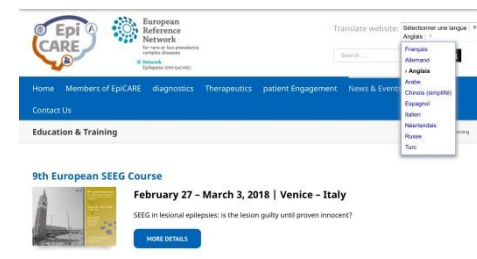 Epi
CARE
European
Reference
Network
for rare or low prevalence
complex diseases
Network
Epilepsies (ERN EpiCARE)
Translate website:
Sélectionner une langue
Anglais
Search ...
Français
Allemand
› Anglais
Arabe
Chinois (simplifié)
Espagnol
Italien
Néerlandais
Russe
Turc
Home Members of EpiCARE diagnostics Therapeutics patient Engagement News & Events
Contact Us
Education & Training
9th European SEEG Course
February 27 – March 3, 2018 | Venice – Italy
SEEG in lesional epilepsies: is the lesion guilty until proven innocent?
MORE DETAILS